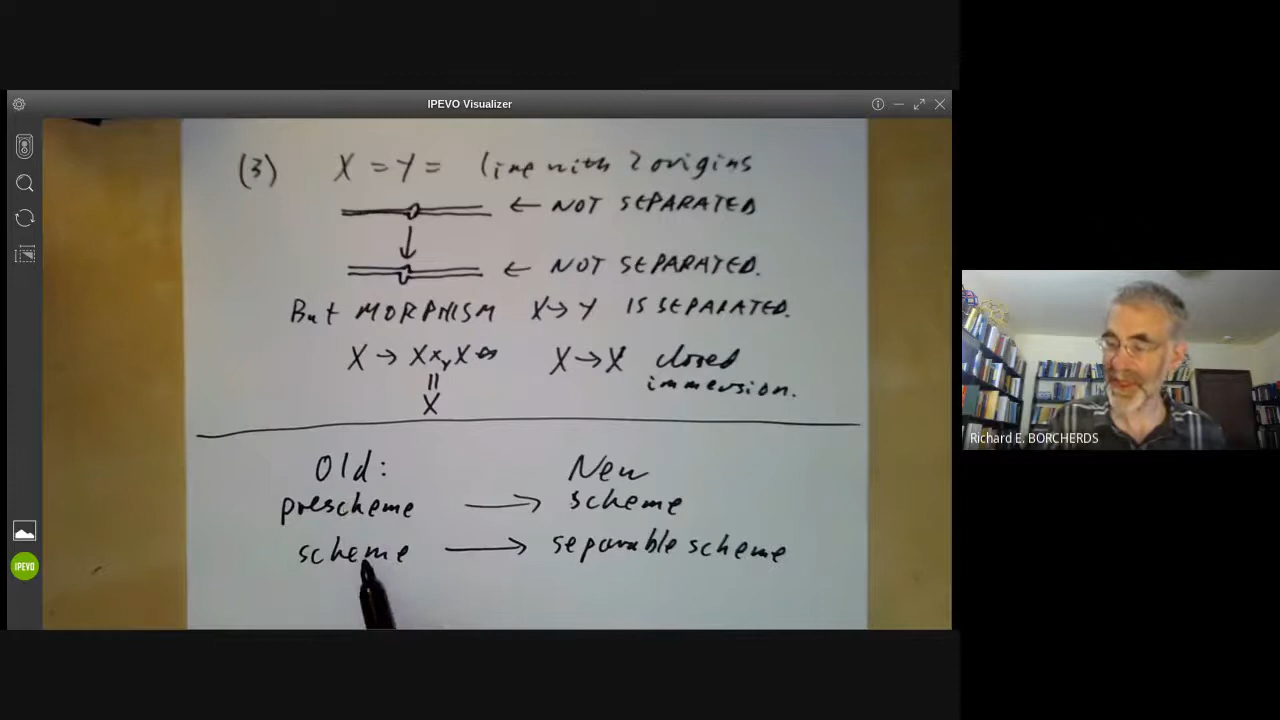 IPEVO Visualizer
(3) X = Y = line with 2 origins
← NOT SEPARATED
↓
← NOT SEPARATED.
But MORPHISM X→Y IS SEPARATED.
X → X×_Y X ⇔ X→X closed
immersion.
=
X
Old: New
prescheme → scheme
scheme → separable scheme
IPEVO
Richard E. BORCHERDS